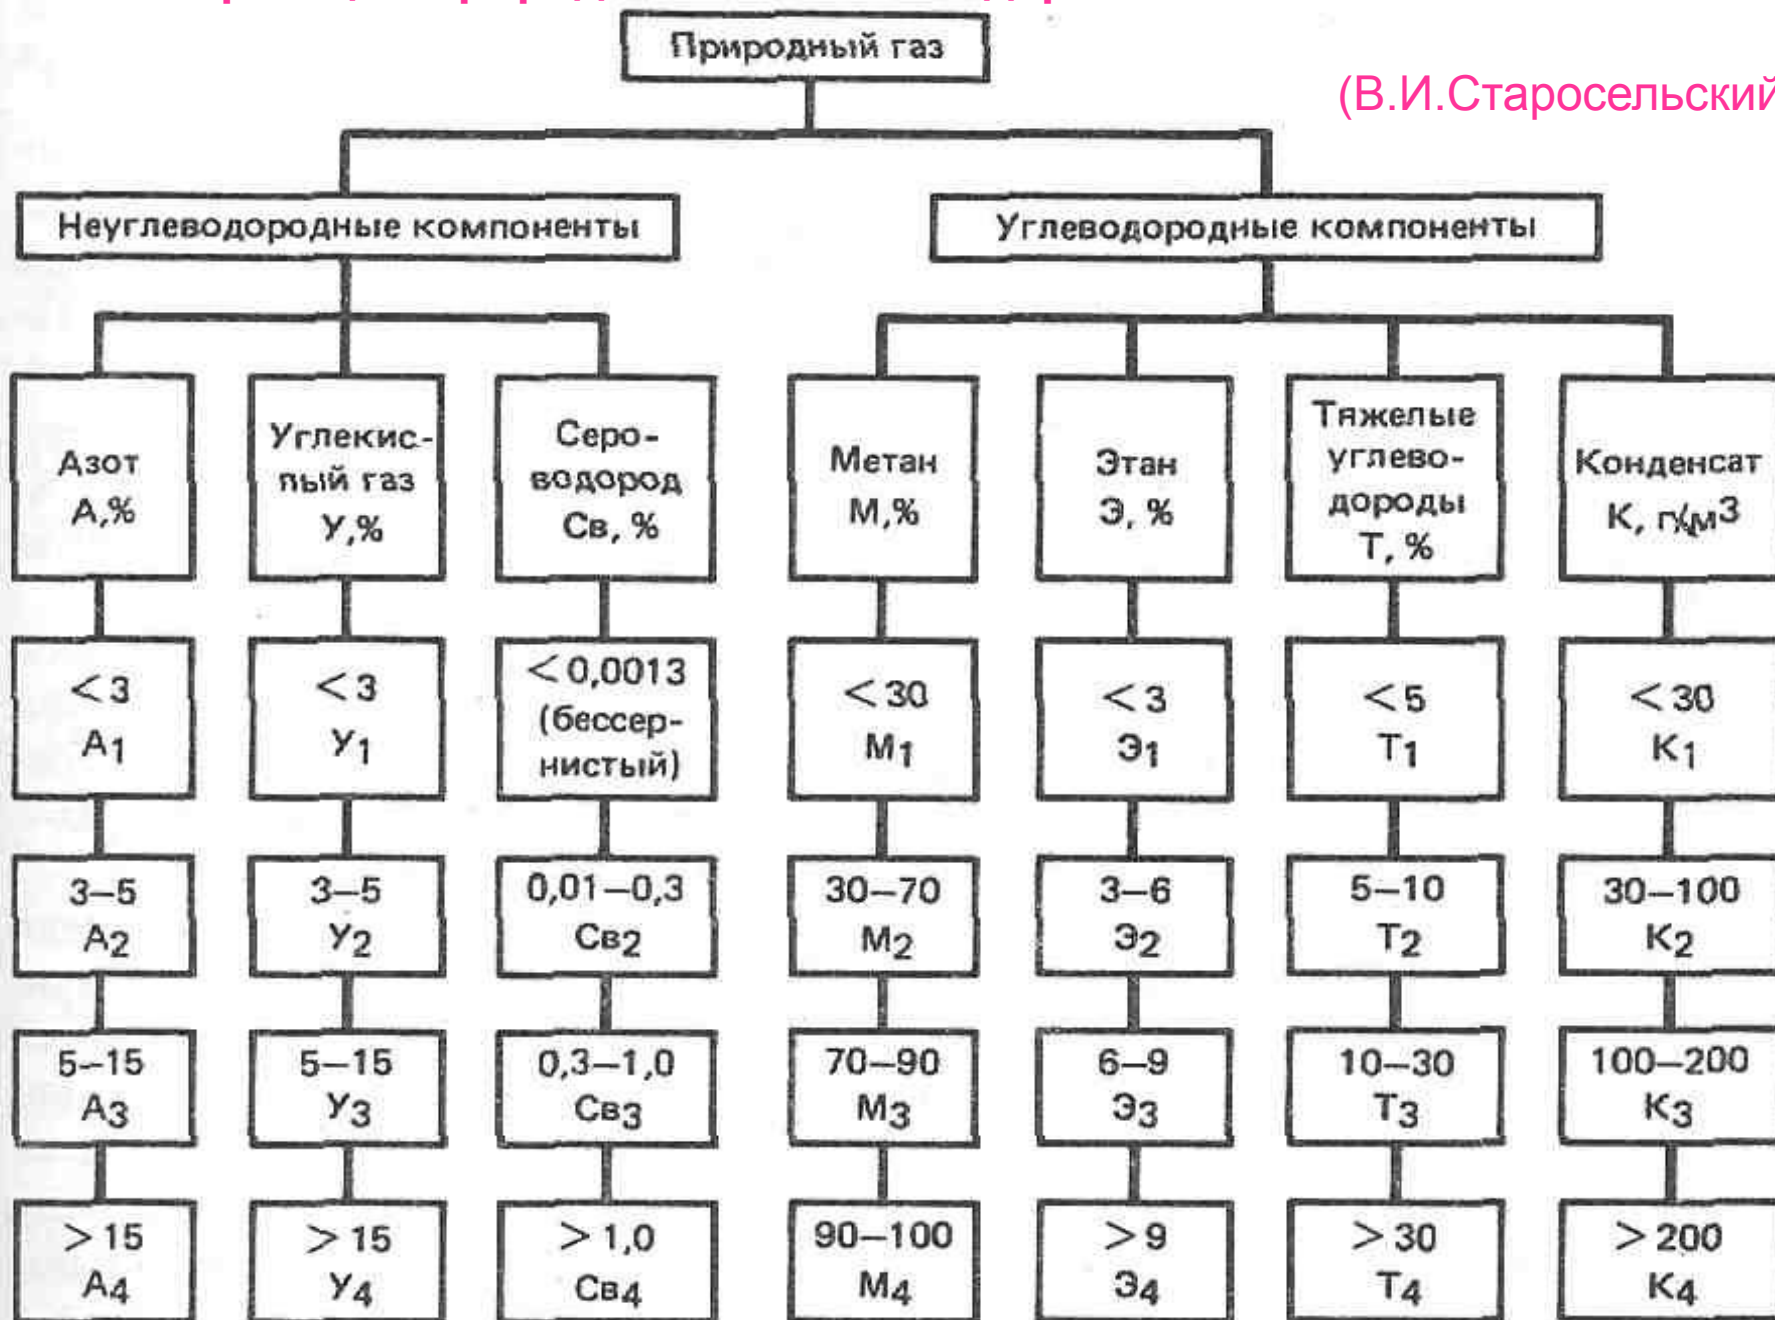 Природный газ
(В.И.Старосельский
Неуглеводородные компоненты
Углеводородные компоненты
Азот
А,%
Углекис-
лый газ
У,%
Серо-
водород
Св, %
Метан
М,%
Этан
Э, %
Тяжелые
углево-
дороды
Т, %
Конденсат
К, г/м3
<3
А1
<3
У1
<0,0013
(бессер-
нистый)
<30
М1
<3
Э1
<5
Т1
<30
К1
3–5
А2
3–5
У2
0,01–0,3
Св2
30–70
М2
3–6
Э2
5–10
Т2
30–100
К2
5–15
А3
5–15
У3
0,3–1,0
Св3
70–90
М3
6–9
Э3
10–30
Т3
100–200
К3
>15
А4
>15
У4
>1,0
Св4
90–100
М4
>9
Э4
>30
Т4
>200
К4